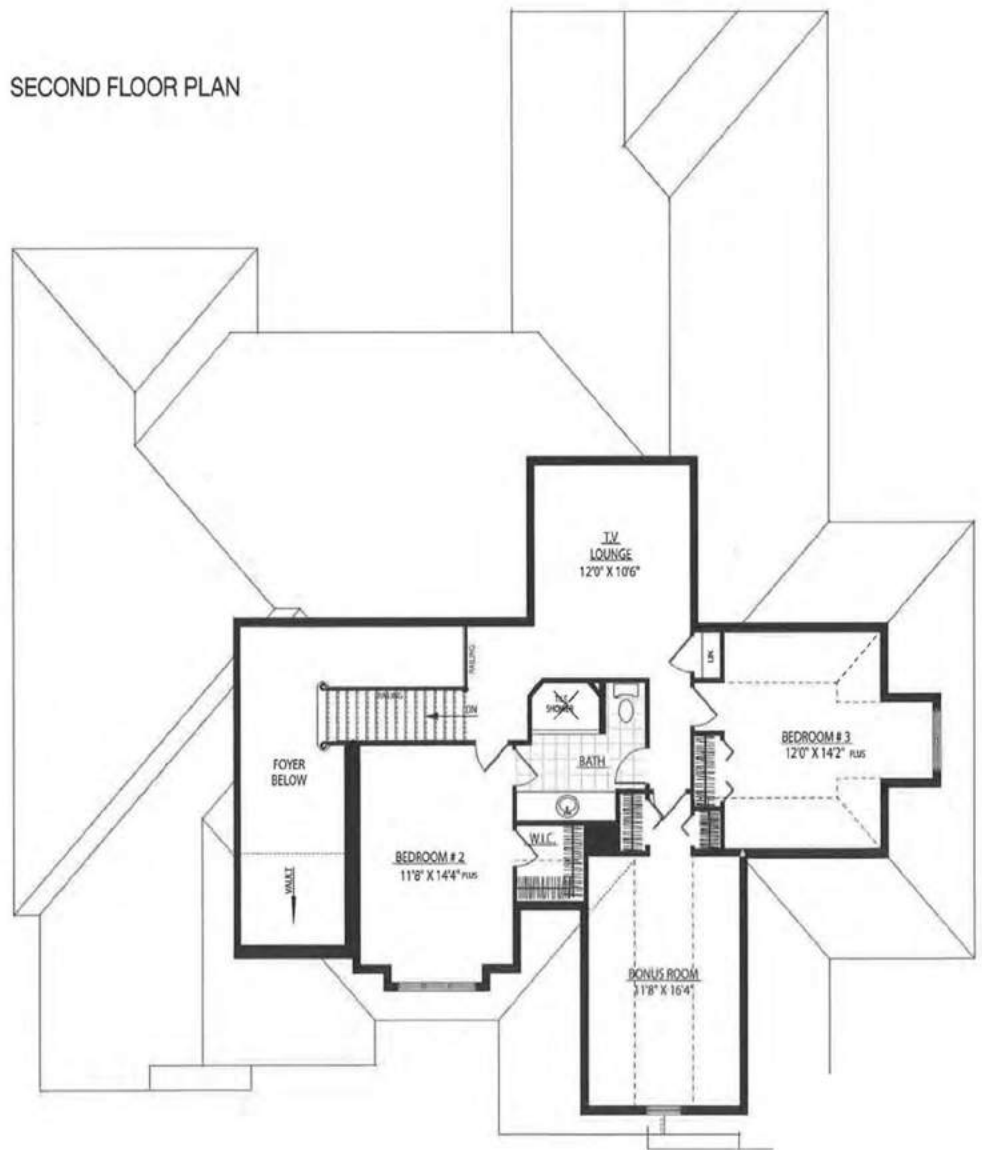 SECOND FLOOR PLAN
T.V.
LOUNGE
12'0" X 10'6"
RAILING
LIN
RAILING
DN
SHOWER
BEDROOM # 3
12'0" X 14'2" PLUS
FOYER
BELOW
BATH
W.I.C.
BEDROOM # 2
11'8" X 14'4" PLUS
VAULT
BONUS ROOM
11'8" X 16'4"